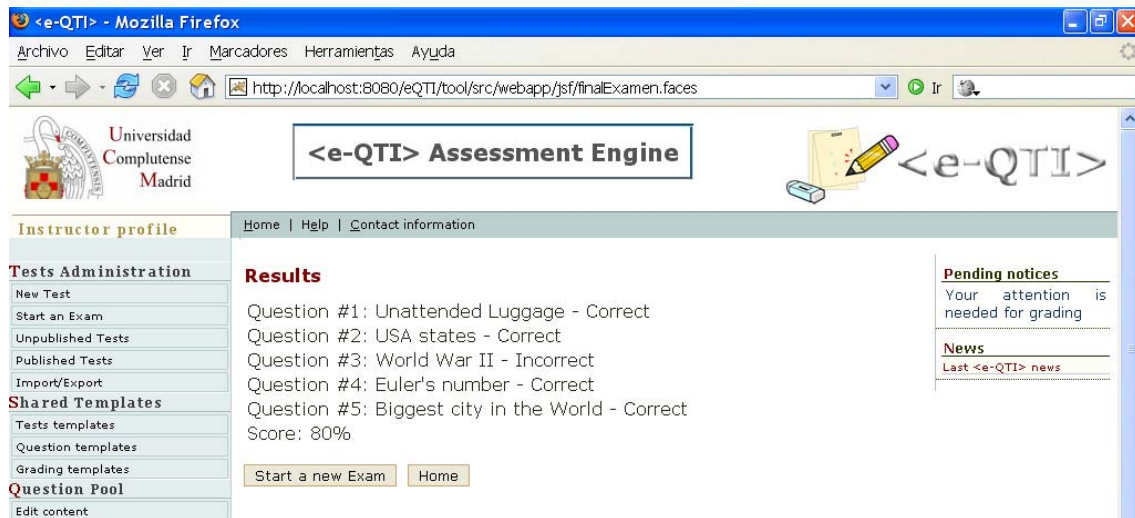 <e-QTI> - Mozilla Firefox
Archivo Editar Ver Ir Marcadores Herramientas Ayuda
http://localhost:8080/eQTI/tool/src/webapp/jsf/finalExamen.faces Ir
Universidad
Complutense
Madrid
<e-QTI> Assessment Engine
<e-QTI>
Instructor profile
Home | Help | Contact information
Tests Administration
New Test
Start an Exam
Unpublished Tests
Published Tests
Import/Export
Shared Templates
Tests templates
Question templates
Grading templates
Question Pool
Edit content
Results
Question #1: Unattended Luggage - Correct
Question #2: USA states - Correct
Question #3: World War II - Incorrect
Question #4: Euler's number - Correct
Question #5: Biggest city in the World - Correct
Score: 80%
Start a new Exam Home
Pending notices
Your attention is
needed for grading
News
Last <e-QTI> news